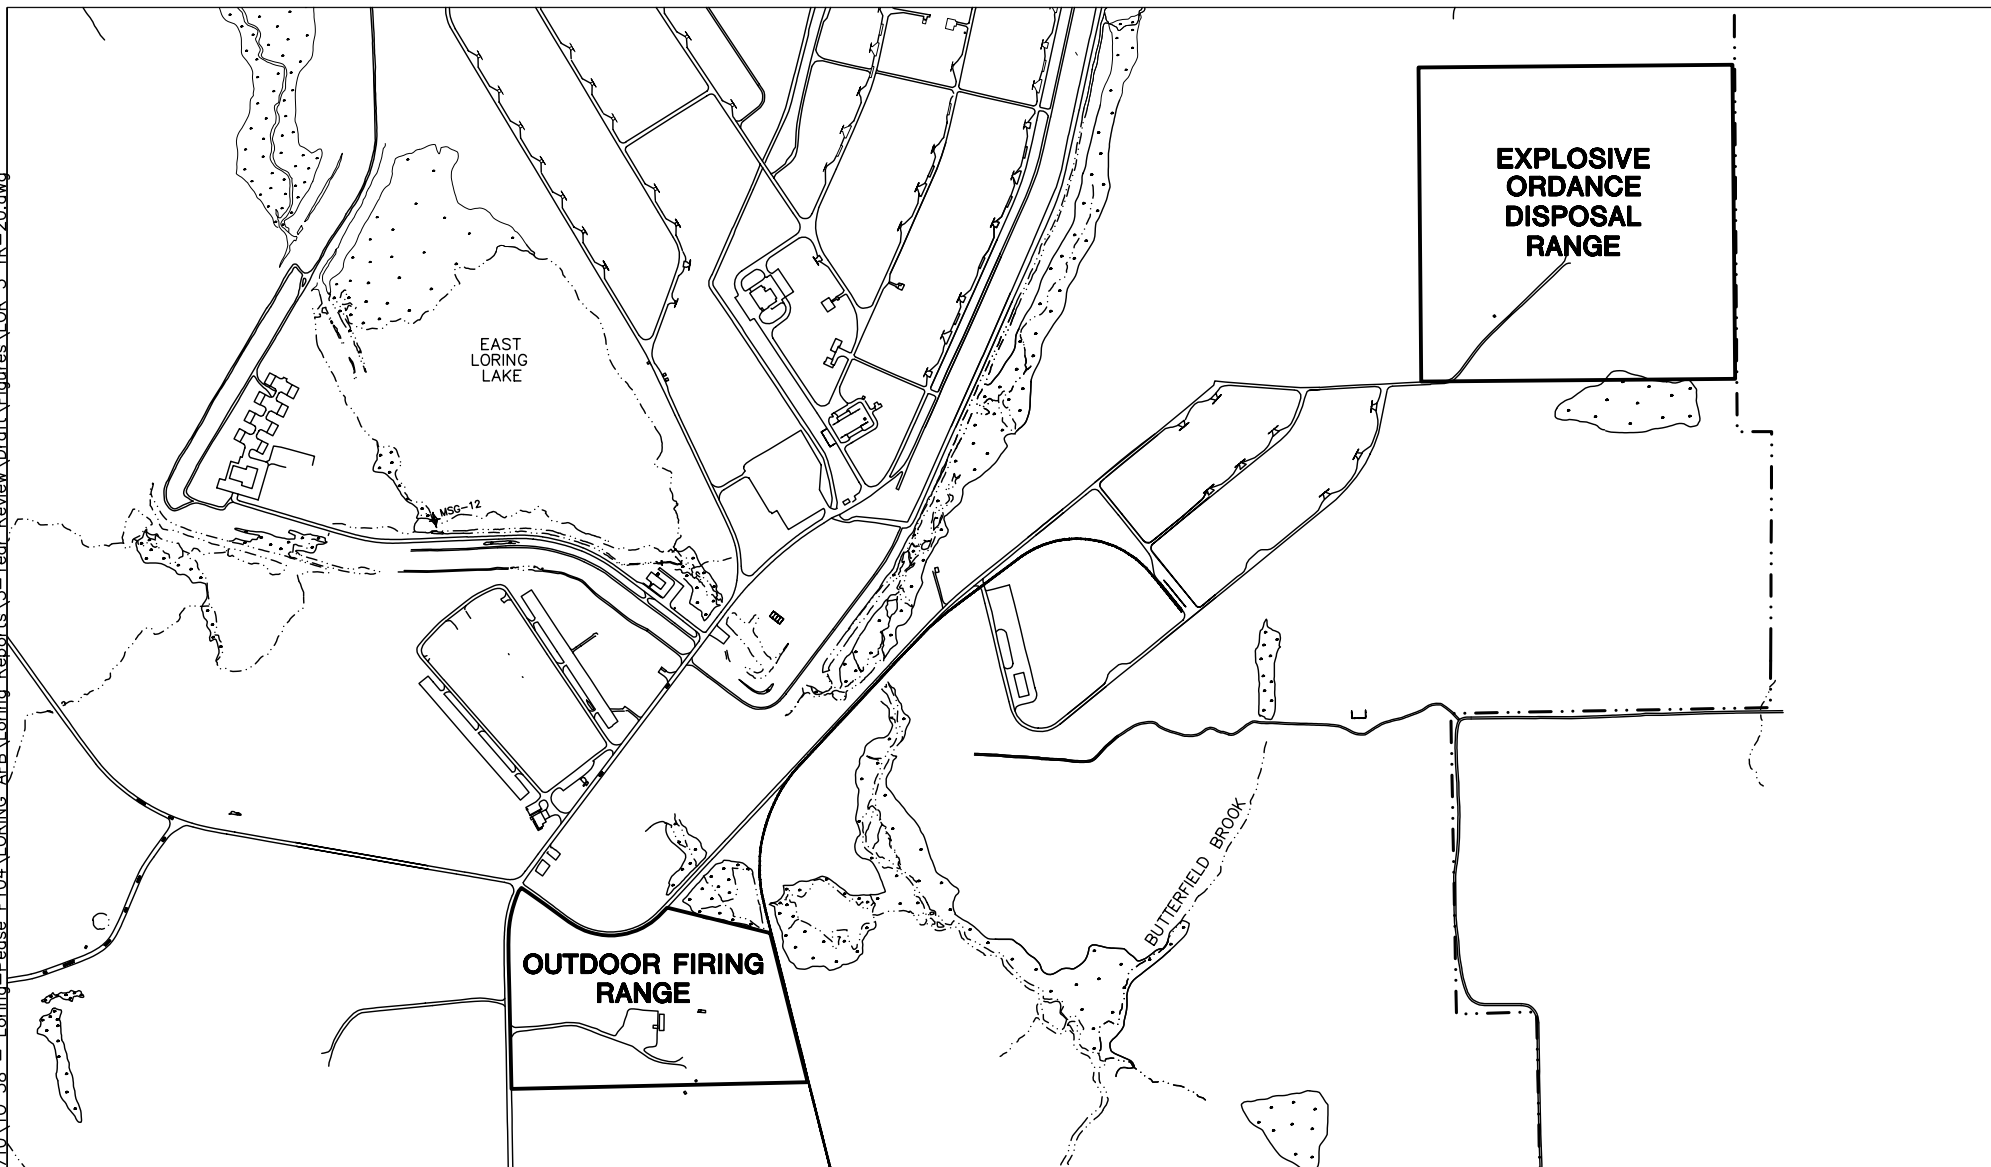 EXPLOSIVE
ORDANCE
DISPOSAL
RANGE
EAST
LORING
LAKE
MSG-12
BUTTERFIELD BROOK
OUTDOOR FIRING
RANGE